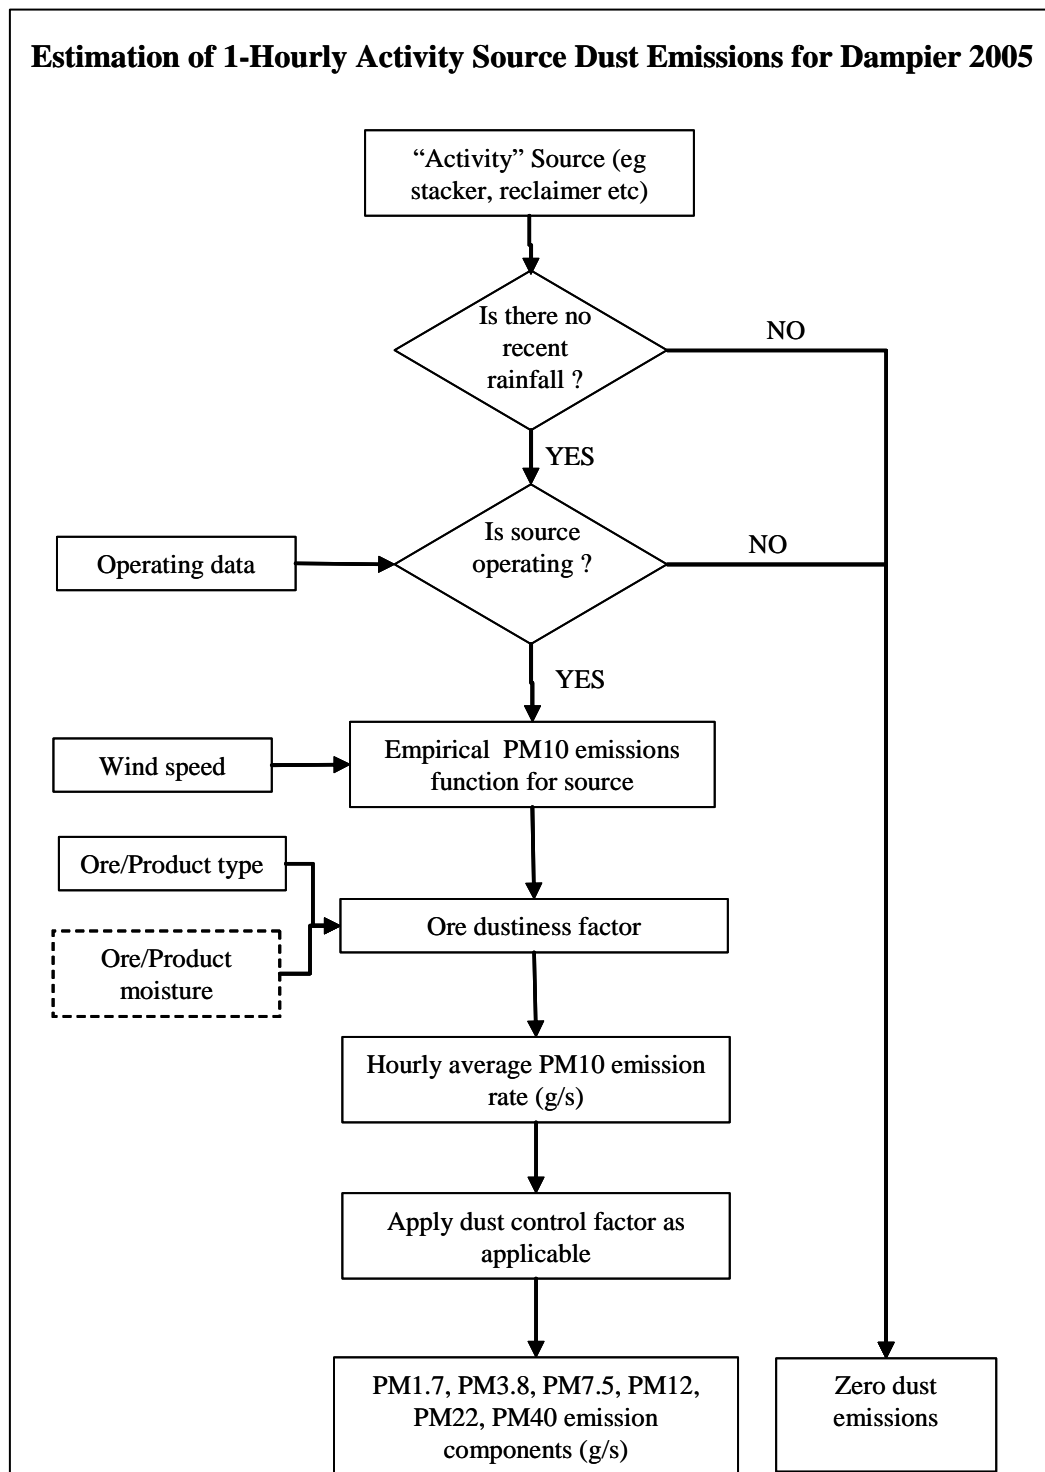 Estimation of 1-Hourly Activity Source Dust Emissions for Dampier 2005
“Activity” Source (eg
stacker, reclaimer etc)
Is there no
recent
rainfall ?
NO
YES
Is source
operating ?
NO
Operating data
YES
Empirical PM10 emissions
function for source
Wind speed
Ore/Product type
Ore dustiness factor
Ore/Product
moisture
Hourly average PM10 emission
rate (g/s)
Apply dust control factor as
applicable
PM1.7, PM3.8, PM7.5, PM12,
PM22, PM40 emission
components (g/s)
Zero dust
emissions